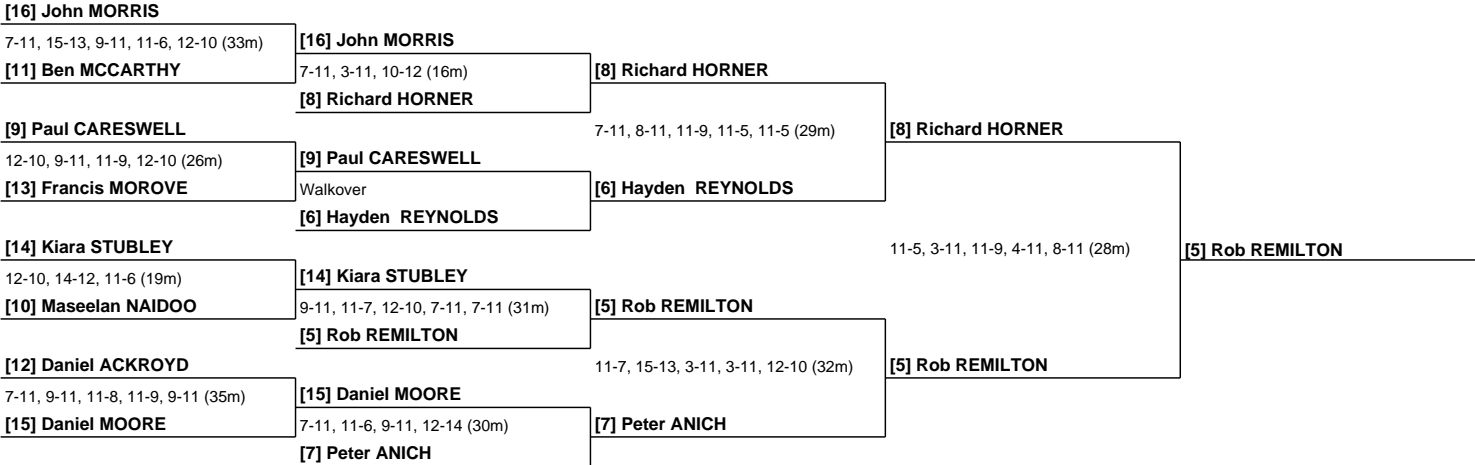 [16] John MORRIS
7-11, 15-13, 9-11, 11-6, 12-10 (33m)
[16] John MORRIS
[11] Ben MCCARTHY
7-11, 3-11, 10-12 (16m)
[8] Richard HORNER
[8] Richard HORNER
[9] Paul CARESWELL
7-11, 8-11, 11-9, 11-5, 11-5 (29m)
[8] Richard HORNER
12-10, 9-11, 11-9, 12-10 (26m)
[9] Paul CARESWELL
[13] Francis MOROVE
Walkover
[6] Hayden  REYNOLDS
[6] Hayden  REYNOLDS
[14] Kiara STUBLEY
11-5, 3-11, 11-9, 4-11, 8-11 (28m)
[5] Rob REMILTON
12-10, 14-12, 11-6 (19m)
[14] Kiara STUBLEY
[10] Maseelan NAIDOO
9-11, 11-7, 12-10, 7-11, 7-11 (31m)
[5] Rob REMILTON
[5] Rob REMILTON
[12] Daniel ACKROYD
11-7, 15-13, 3-11, 3-11, 12-10 (32m)
[5] Rob REMILTON
7-11, 9-11, 11-8, 11-9, 9-11 (35m)
[15] Daniel MOORE
[15] Daniel MOORE
7-11, 11-6, 9-11, 12-14 (30m)
[7] Peter ANICH
[7] Peter ANICH